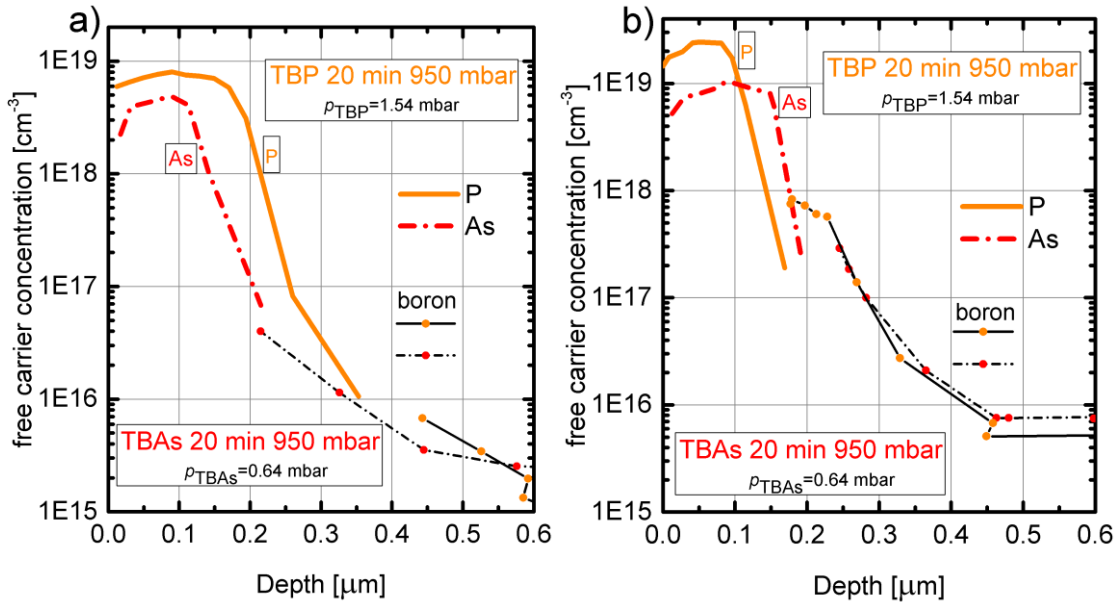 a)
1E19
1E18
1E17
1E16
1E15
free carrier concentration [cm⁻³]
TBP 20 min 950 mbar
pTBP=1.54 mbar
As
P
P
As
boron
TBAs 20 min 950 mbar
pTBAs=0.64 mbar
0.0 0.1 0.2 0.3 0.4 0.5 0.6
Depth [μm]
b)
1E19
1E18
1E17
1E16
1E15
free carrier concentration [cm⁻³]
P
TBP 20 min 950 mbar
pTBP=1.54 mbar
As
P
As
boron
TBAs 20 min 950 mbar
pTBAs=0.64 mbar
0.0 0.1 0.2 0.3 0.4 0.5 0.6
Depth [μm]